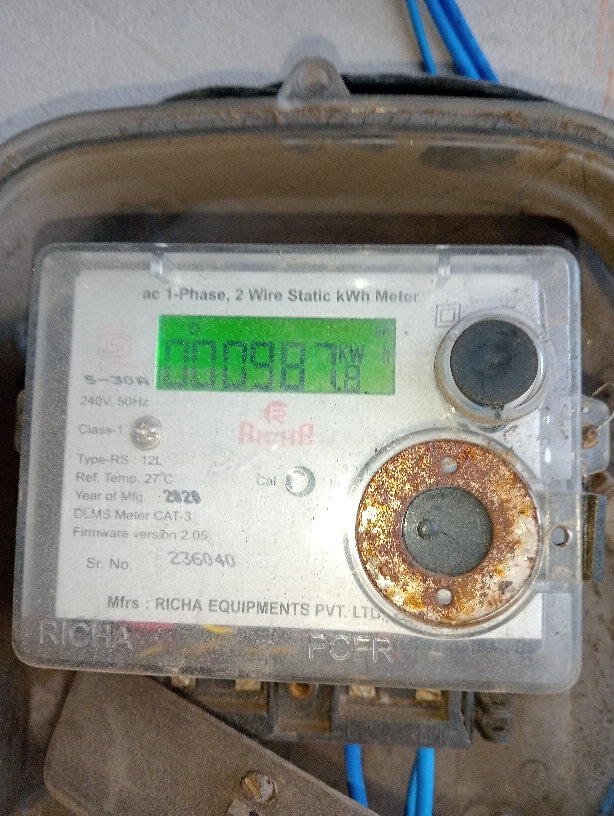 ac 1-Phase, 2 Wire Static kWh Meter
000987.8 kWh
5-30A
240V, 50Hz
RICHA
Class-1
Type-RS : 12L
Cal
Ref. Temp. 27°C
Year of Mfg. 2020
DLMS Meter CAT-3
Firmware version 2.05
Sr. No. 236040
Mfrs : RICHA EQUIPMENTS PVT. LTD.
RICHA